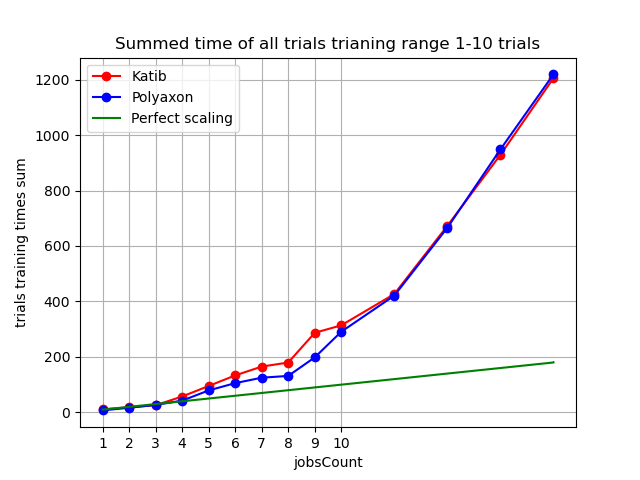 Summed time of all trials trianing range 1-10 trials
Katib
Polyaxon
Perfect scaling
trials training times sum
1200
1000
800
600
400
200
0
1 2 3 4 5 6 7 8 9 10
jobsCount